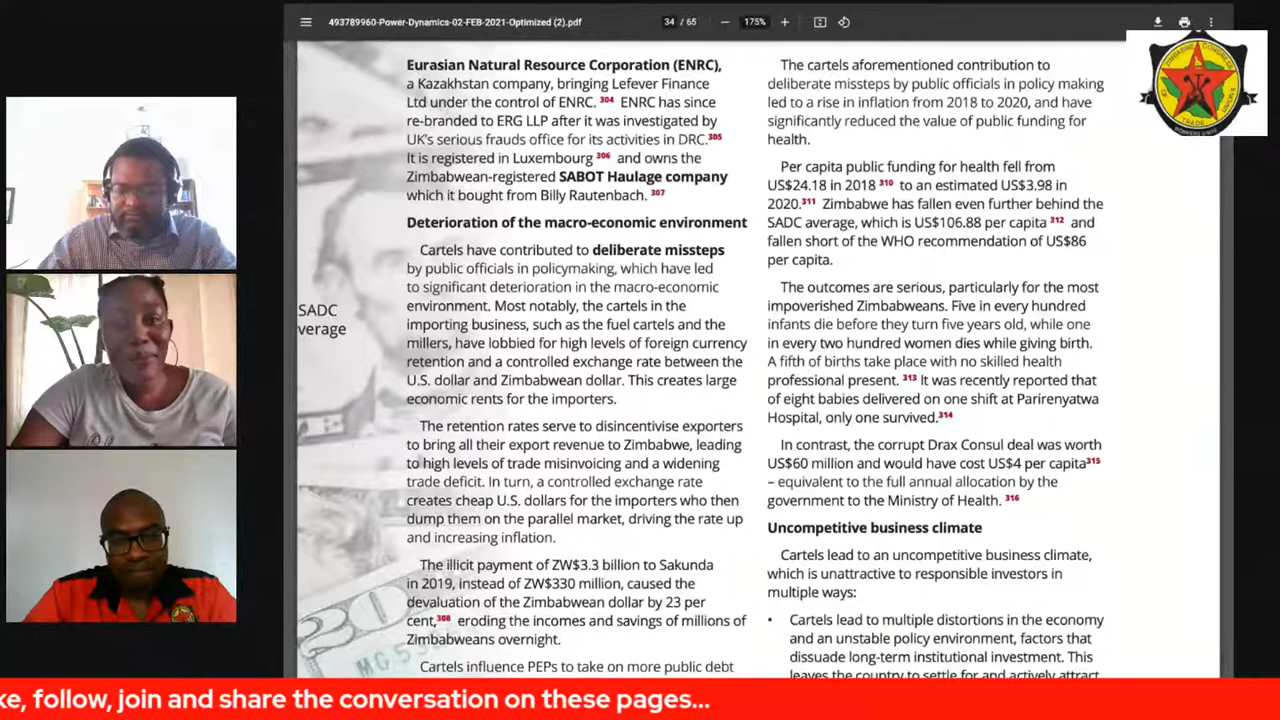 493789960-Power-Dynamics-02-FEB-2021-Optimized (2).pdf
34 / 65
175%
Eurasian Natural Resource Corporation (ENRC),
a Kazakhstan company, bringing Lefever Finance
Ltd under the control of ENRC. 304 ENRC has since
re-branded to ERG LLP after it was investigated by
UK's serious frauds office for its activities in DRC.305
It is registered in Luxembourg 306 and owns the
Zimbabwean-registered SABOT Haulage company
which it bought from Billy Rautenbach. 307
Deterioration of the macro-economic environment
Cartels have contributed to deliberate missteps
by public officials in policymaking, which have led
to significant deterioration in the macro-economic
environment. Most notably, the cartels in the
importing business, such as the fuel cartels and the
millers, have lobbied for high levels of foreign currency
retention and a controlled exchange rate between the
U.S. dollar and Zimbabwean dollar. This creates large
economic rents for the importers.
The retention rates serve to disincentivise exporters
to bring all their export revenue to Zimbabwe, leading
to high levels of trade misinvoicing and a widening
trade deficit. In turn, a controlled exchange rate
creates cheap U.S. dollars for the importers who then
dump them on the parallel market, driving the rate up
and increasing inflation.
The illicit payment of ZW$3.3 billion to Sakunda
in 2019, instead of ZW$330 million, caused the
devaluation of the Zimbabwean dollar by 23 per
cent,308 eroding the incomes and savings of millions of
Zimbabweans overnight.
Cartels influence PEPs to take on more public debt
SADC
verage
The cartels aforementioned contribution to
deliberate missteps by public officials in policy making
led to a rise in inflation from 2018 to 2020, and have
significantly reduced the value of public funding for
health.
Per capita public funding for health fell from
US$24.18 in 2018 310 to an estimated US$3.98 in
2020.311 Zimbabwe has fallen even further behind the
SADC average, which is US$106.88 per capita 312 and
fallen short of the WHO recommendation of US$86
per capita.
The outcomes are serious, particularly for the most
impoverished Zimbabweans. Five in every hundred
infants die before they turn five years old, while one
in every two hundred women dies while giving birth.
A fifth of births take place with no skilled health
professional present. 313 It was recently reported that
of eight babies delivered on one shift at Parirenyatwa
Hospital, only one survived.314
In contrast, the corrupt Drax Consul deal was worth
US$60 million and would have cost US$4 per capita315
– equivalent to the full annual allocation by the
government to the Ministry of Health. 316
Uncompetitive business climate
Cartels lead to an uncompetitive business climate,
which is unattractive to responsible investors in
multiple ways:
• Cartels lead to multiple distortions in the economy
and an unstable policy environment, factors that
dissuade long-term institutional investment. This
leaves the country to settle for and actively attract
ZIMBABWE CONGRESS
OF TRADE UNIONS
WORKERS UNITE
ke, follow, join and share the conversation on these pages...